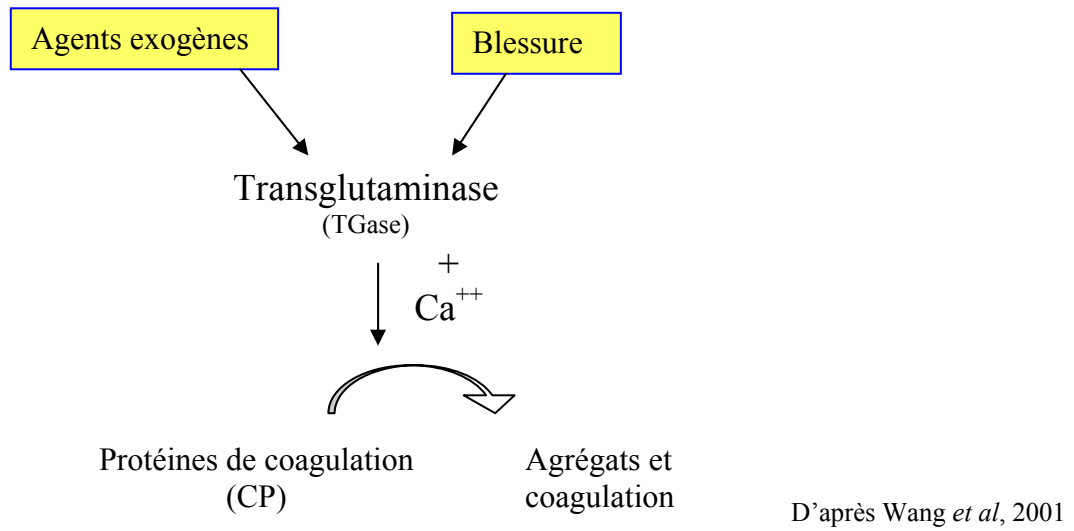 Agents exogènes
Blessure
Transglutaminase
(TGase)
+
Ca++
Protéines de coagulation
(CP)
Agrégats et
coagulation
D'après Wang et al, 2001